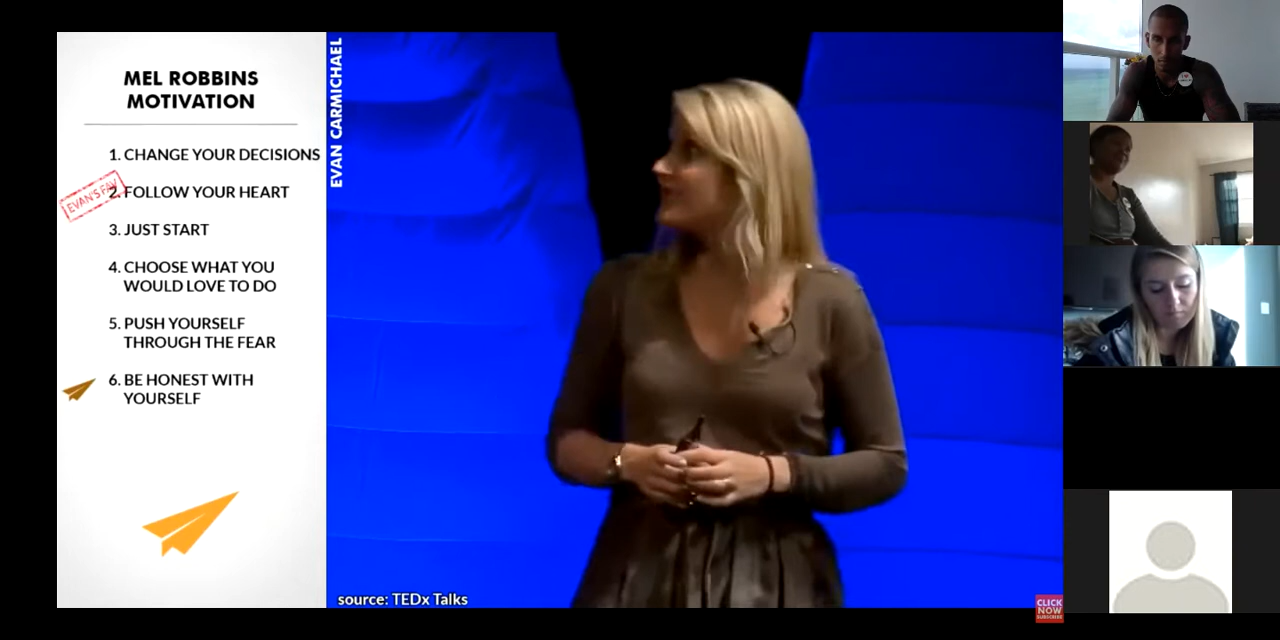 MEL ROBBINS
MOTIVATION
1. CHANGE YOUR DECISIONS
EVAN'S FAV
2. FOLLOW YOUR HEART
3. JUST START
4. CHOOSE WHAT YOU
WOULD LOVE TO DO
5. PUSH YOURSELF
THROUGH THE FEAR
6. BE HONEST WITH
YOURSELF
EVAN CARMICHAEL
source: TEDx Talks
CLICK
NOW
SUBSCRIBE